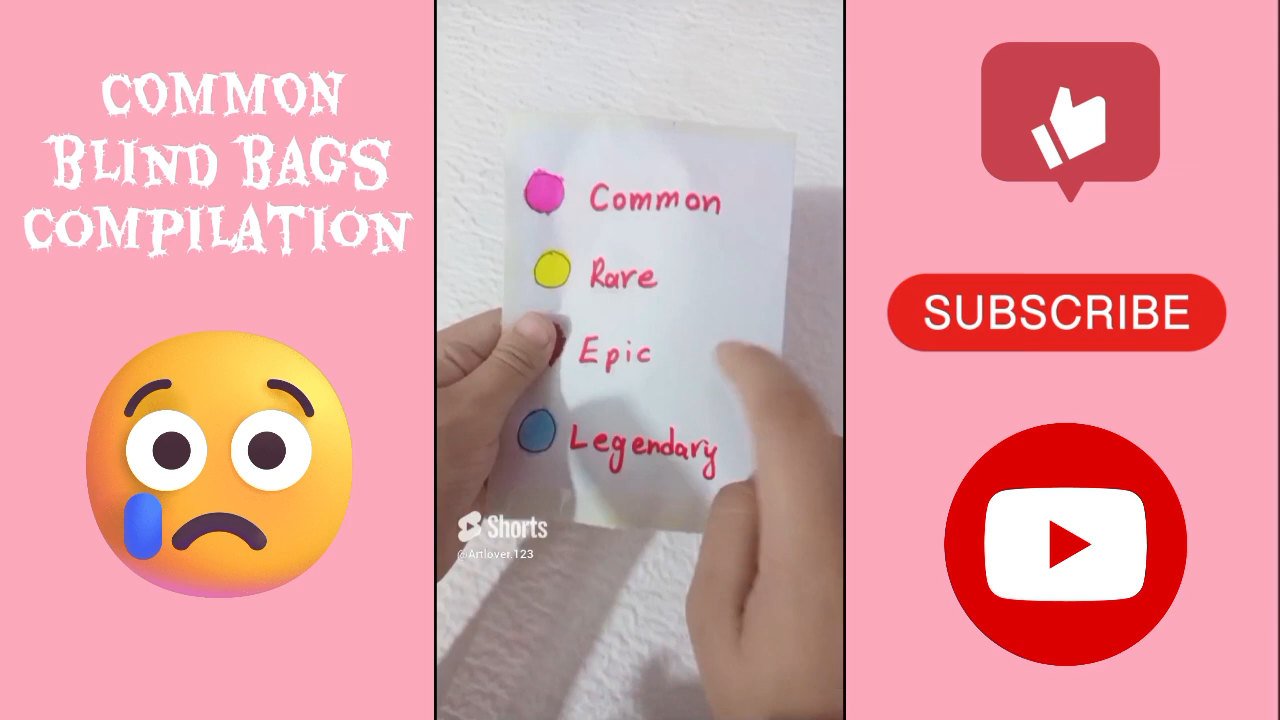 COMMON
BLIND BAGS
COMPILATION
Common
Rare
Epic
Legendary
Shorts
@Artlover.123
SUBSCRIBE